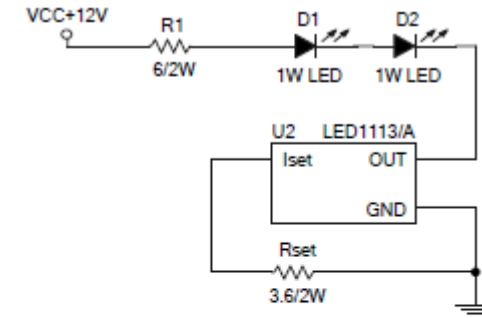 VCC+12V
R1
6/2W
D1
1W LED
D2
1W LED
U2 LED1113/A
Iset OUT
GND
Rset
3.6/2W